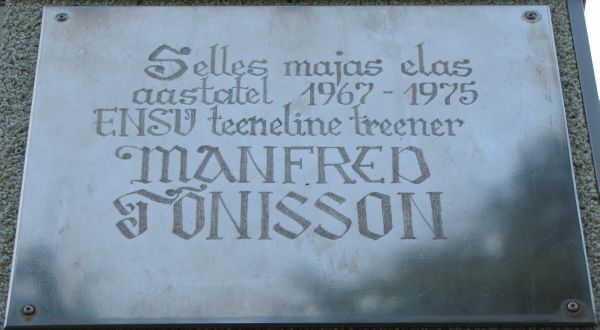 Selles majas elas
aastatel 1967-1975
ENSV teeneline treener
MANFRED
TÕNISSON